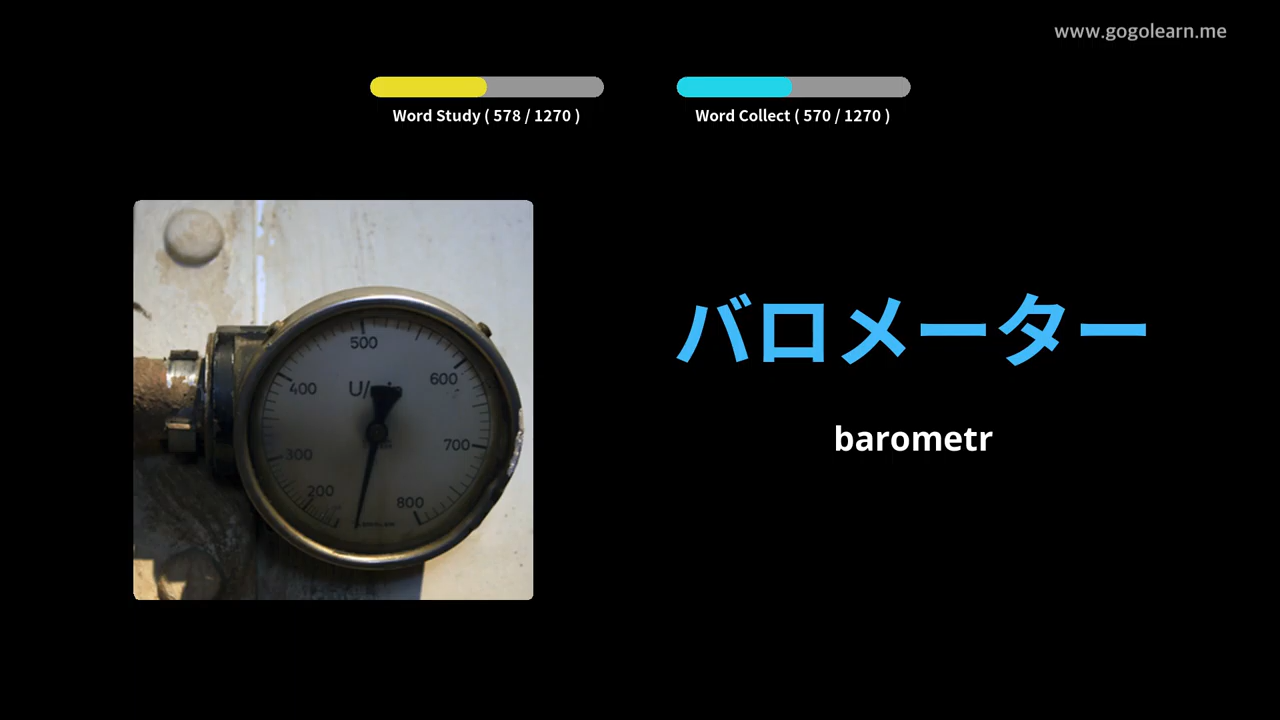 www.gogolearn.me
Word Study ( 578 / 1270 )
Word Collect ( 570 / 1270 )
バロメーター
barometr
500
400
600
U/
300
700
200
800